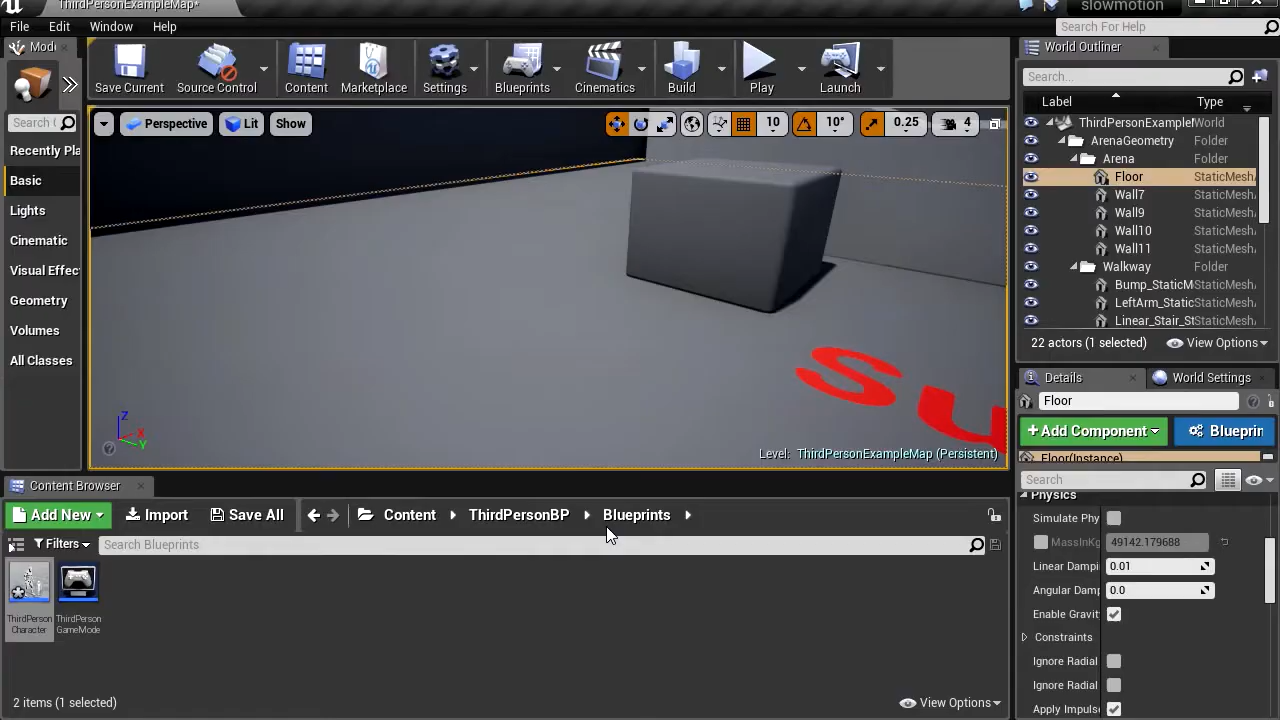 ThirdPersonExampleMap*
slowmotion
File Edit Window Help
Search For Help
Mode
World Outliner
Save Current Source Control Content Marketplace Settings Blueprints Cinematics Build Play Launch
Search...
Label Type
Search C
Perspective Lit Show
10 10° 0.25 4
ThirdPersonExampleM World
Recently Pla
ArenaGeometry Folder
Arena Folder
Basic
Floor StaticMesh
Wall7 StaticMesh
Lights
Wall9 StaticMesh
Wall10 StaticMesh
Cinematic
Wall11 StaticMesh
Visual Effec
Walkway Folder
Bump_StaticM StaticMesh
Geometry
LeftArm_Static StaticMesh
Linear_Stair_St StaticMesh
Volumes
22 actors (1 selected) View Options
All Classes
Su
Details World Settings
Floor
Z
X
Y
+Add Component Blueprin
Level: ThirdPersonExampleMap (Persistent)
Floor(Instance)
Content Browser
Search
Physics
Add New Import Save All Content ThirdPersonBP Blueprints
Simulate Phy
Filters Search Blueprints
MassInKg 49142.179688
Linear Dampi 0.01
Angular Damp 0.0
ThirdPerson Character
ThirdPerson GameMode
Enable Gravit
Constraints
Ignore Radial
Ignore Radial
2 items (1 selected) View Options
Apply Impuls